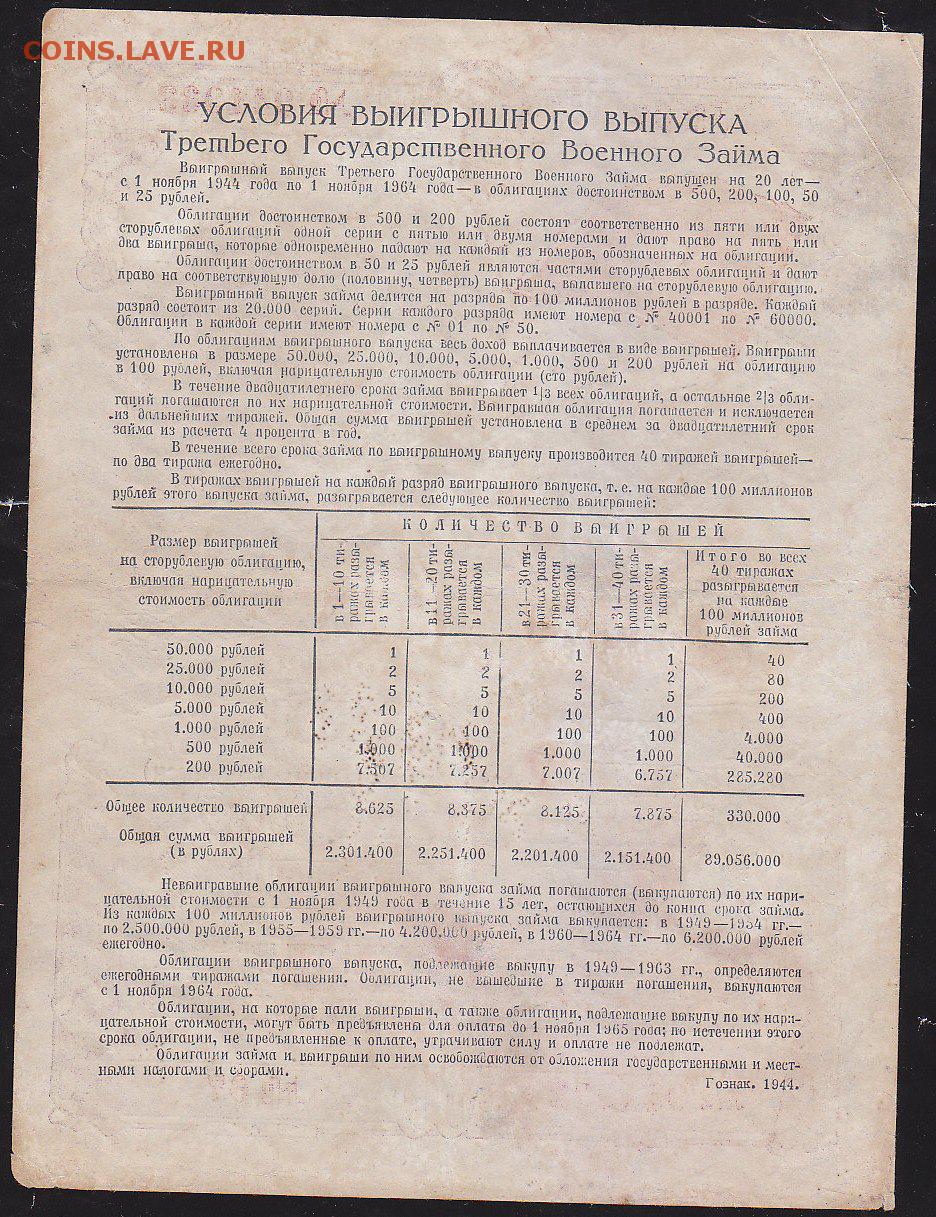 COINS.LAVE.RU
УСЛОВИЯ ВЫИГРЫШНОГО ВЫПУСКА
Третьего Государственного Военного Займа
Выигрышный выпуск Третьего Государственного Военного Займа выпущен на 20 лет—
с 1 ноября 1944 года по 1 ноября 1964 года—в облигациях достоинством в 500, 200, 100, 50
и 25 рублей.
Облигации достоинством в 500 и 200 рублей состоят соответственно из пяти или двух
сторублевых облигаций одной серии с пятью или двумя номерами и дают право на пять или
два выигрыша, которые одновременно падают на каждый из номеров, обозначенных на облигации.
Облигации достоинством в 50 и 25 рублей являются частями сторублевых облигаций и дают
право на соответствующую долю (половину, четверть) выигрыша, выпавшего на сторублевую облигацию.
Выигрышный выпуск займа делится на разряды по 100 миллионов рублей в разряде. Каждый
разряд состоит из 20.000 серий. Серии каждого разряда имеют номера с № 40001 по № 60000.
Облигации в каждой серии имеют номера с № 01 по № 50.
По облигациям выигрышного выпуска весь доход выплачивается в виде выигрышей. Выигрыши
установлены в размере 50.000, 25.000, 10.000, 5.000, 1.000, 500 и 200 рублей на облигацию
в 100 рублей, включая нарицательную стоимость облигации (сто рублей).
В течение двадцатилетнего срока займа выигрывает 1|3 всех облигаций, а остальные 2|3 обли-
гаций погашаются по их нарицательной стоимости. Выигравшая облигация погашается и исключается
из дальнейших тиражей. Общая сумма выигрышей установлена в среднем за двадцатилетний срок
займа из расчета 4 процента в год.
В течение всего срока займа по выигрышному выпуску производится 40 тиражей выигрышей—
по два тиража ежегодно.
В тиражах выигрышей на каждый разряд выигрышного выпуска, т. е. на каждые 100 миллионов
рублей этого выпуска займа, разыгрывается следующее количество выигрышей:
Размер выигрышей
на сторублевую облигацию,
включая нарицательную
стоимость облигации
КОЛИЧЕСТВО ВЫИГРЫШЕЙ
в 1—10 ти-
ражах разы-
грывается
в каждом
в 11—20 ти-
ражах разы-
грывается
в каждом
в 21—30 ти-
ражах разы-
грывается
в каждом
в 31—40 ти-
ражах разы-
грывается
в каждом
Итого во всех
40 тиражах
разыгрывается
на каждые
100 миллионов
рублей займа
50.000 рублей 1 1 1 1 40
25.000 рублей 2 2 2 2 80
10.000 рублей 5 5 5 5 200
5.000 рублей 10 10 10 10 400
1.000 рублей 100 100 100 100 4.000
500 рублей 1.000 1.000 1.000 1.000 40.000
200 рублей 7.507 7.257 7.007 6.757 285.280
Общее количество выигрышей 8.625 8.375 8.125 7.875 330.000
Общая сумма выигрышей
(в рублях) 2.301.400 2.251.400 2.201.400 2.151.400 89.056.000
Невыигравшие облигации выигрышного выпуска займа погашаются (выкупаются) по их нари-
цательной стоимости с 1 ноября 1949 года в течение 15 лет, остающихся до конца срока займа.
Из каждых 100 миллионов рублей выигрышного выпуска займа выкупается: в 1949—1954 гг.—
по 2.500.000 рублей, в 1955—1959 гг.—по 4.200.000 рублей, в 1960—1964 гг.—по 6.200.000 рублей
ежегодно.
Облигации выигрышного выпуска, подлежащие выкупу в 1949—1963 гг., определяются
ежегодными тиражами погашения. Облигации, не вышедшие в тиражи погашения, выкупаются
с 1 ноября 1964 года.
Облигации, на которые пали выигрыши, а также облигации, подлежащие выкупу по их нари-
цательной стоимости, могут быть предъявлены для оплаты до 1 ноября 1965 года; по истечении этого
срока облигации, не предъявленные к оплате, утрачивают силу и оплате не подлежат.
Облигации займа и выигрыши по ним освобождаются от обложения государственными и мест-
ными налогами и сборами.
Гознак. 1944.